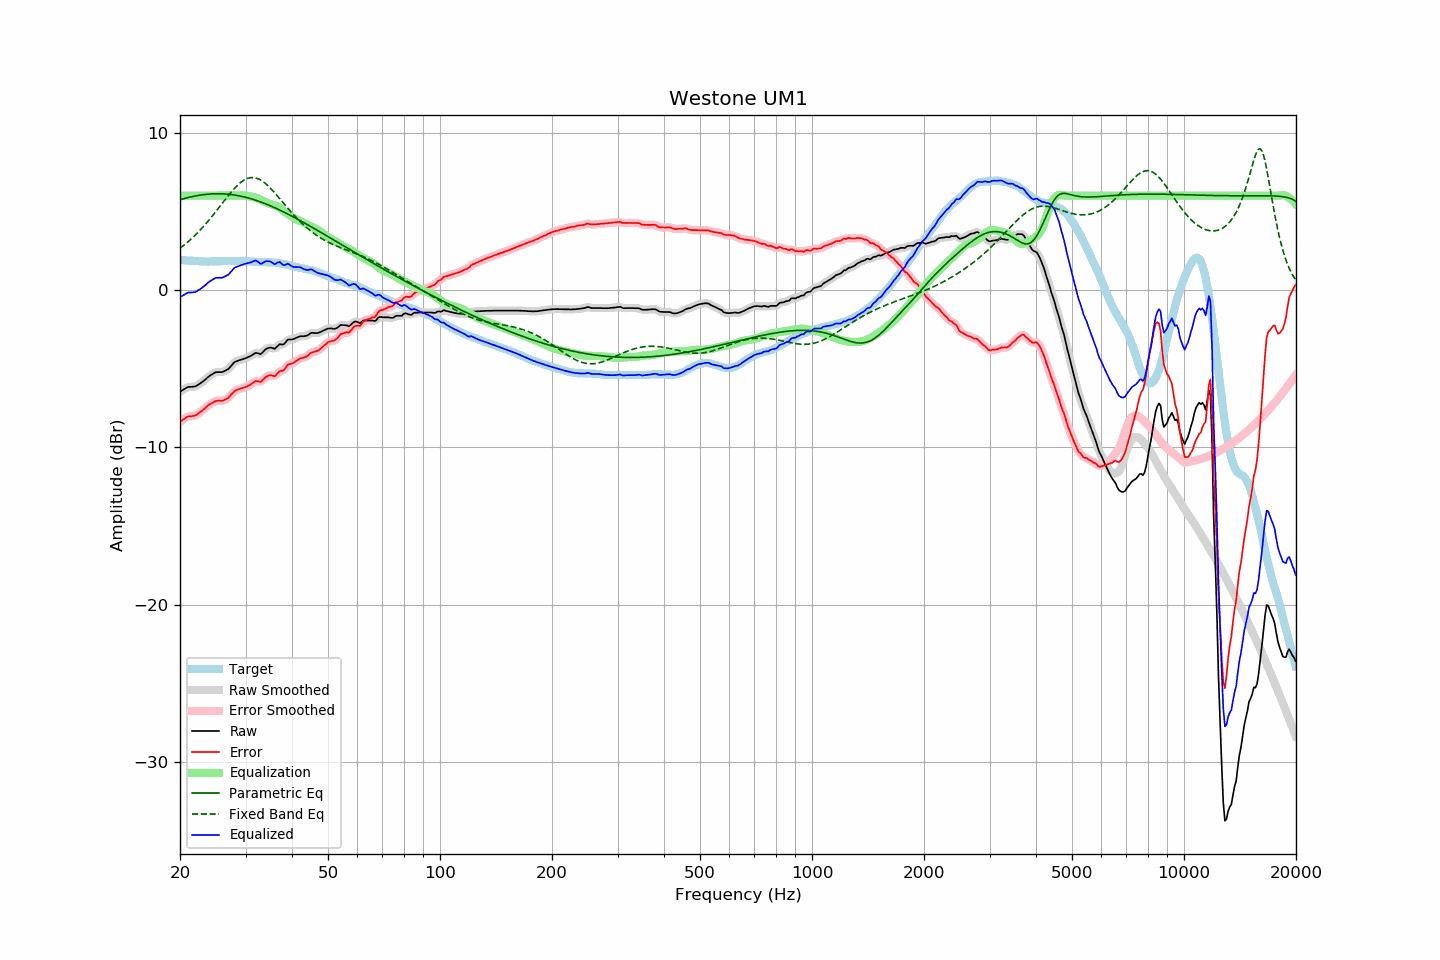 Westone UM1
Amplitude (dBr)
10
0
−10
−20
−30
Target
Raw Smoothed
Error Smoothed
Raw
Error
Equalization
Parametric Eq
Fixed Band Eq
Equalized
20 50 100 200 500 1000 2000 5000 10000 20000
Frequency (Hz)